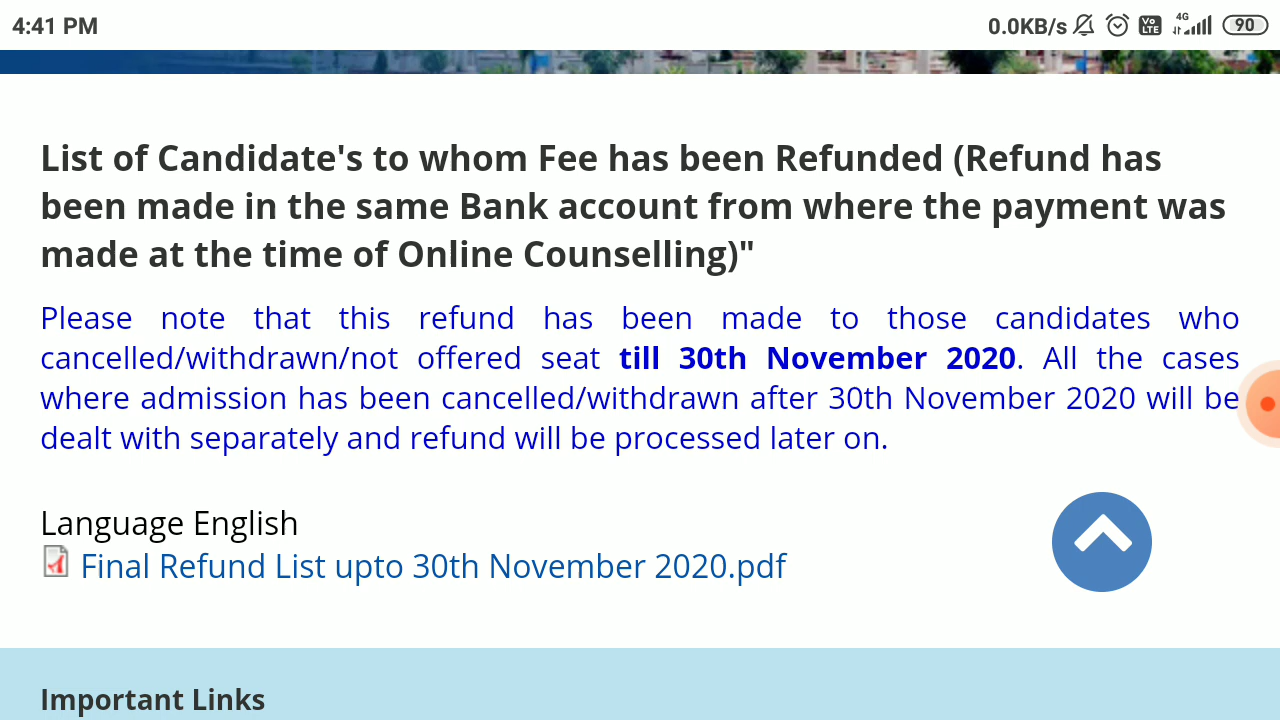 4:41 PM 0.0KB/s Vo LTE 4G 90
List of Candidate's to whom Fee has been Refunded (Refund has
been made in the same Bank account from where the payment was
made at the time of Online Counselling)"
Please note that this refund has been made to those candidates who
cancelled/withdrawn/not offered seat till 30th November 2020. All the cases
where admission has been cancelled/withdrawn after 30th November 2020 will be
dealt with separately and refund will be processed later on.
Language English
Final Refund List upto 30th November 2020.pdf
Important Links